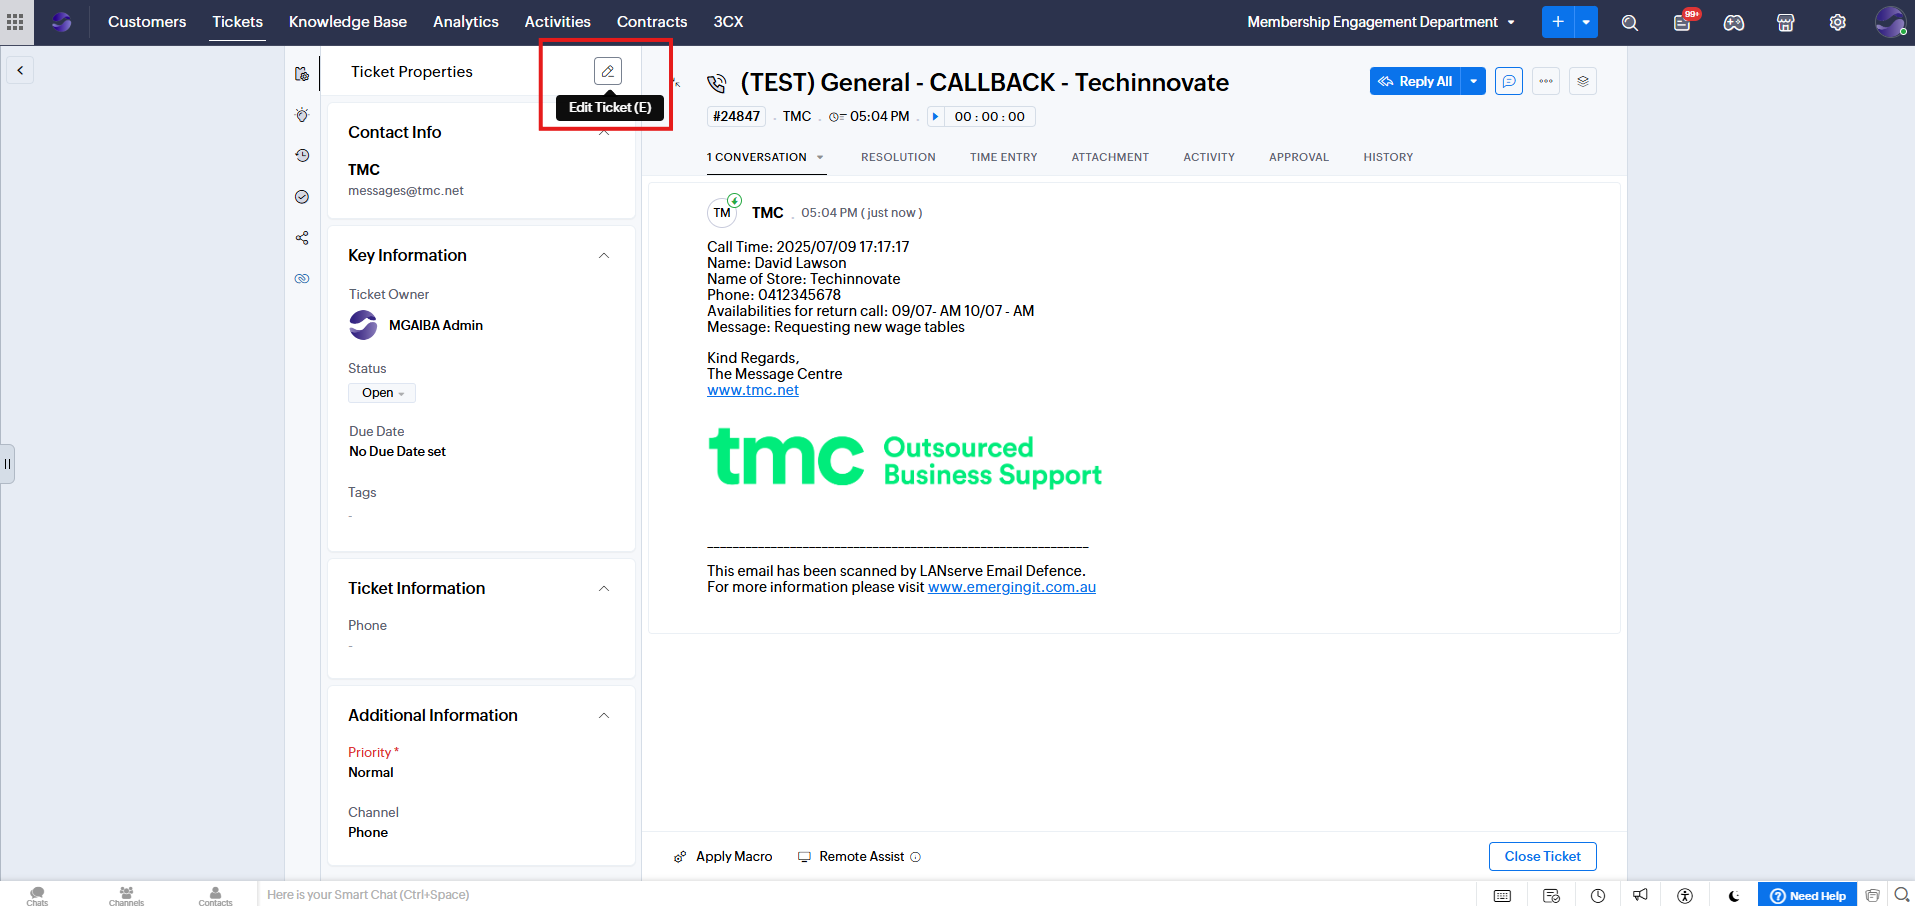 Customers
Tickets
Knowledge Base
Analytics
Activities
Contracts
3CX
Membership Engagement Department
99+
Ticket Properties
Edit Ticket (E)
Contact Info
TMC
messages@tmc.net
Key Information
Ticket Owner
MGAIBA Admin
Status
Open
Due Date
No Due Date set
Tags
-
Ticket Information
Phone
-
Additional Information
Priority *
Normal
Channel
Phone
(TEST) General - CALLBACK - Techinnovate
Reply All
#24847 . TMC . 05:04 PM . 00 : 00 : 00
1 CONVERSATION
RESOLUTION
TIME ENTRY
ATTACHMENT
ACTIVITY
APPROVAL
HISTORY
TM
TMC . 05:04 PM ( just now )
Call Time: 2025/07/09 17:17:17
Name: David Lawson
Name of Store: Techinnovate
Phone: 0412345678
Availabilities for return call: 09/07- AM 10/07 - AM
Message: Requesting new wage tables
Kind Regards,
The Message Centre
www.tmc.net
tmc Outsourced
Business Support
____________________________________________________________
This email has been scanned by LANserve Email Defence.
For more information please visit www.emergingit.com.au
Apply Macro
Remote Assist
Close Ticket
Chats
Channels
Contacts
Here is your Smart Chat (Ctrl+Space)
Need Help